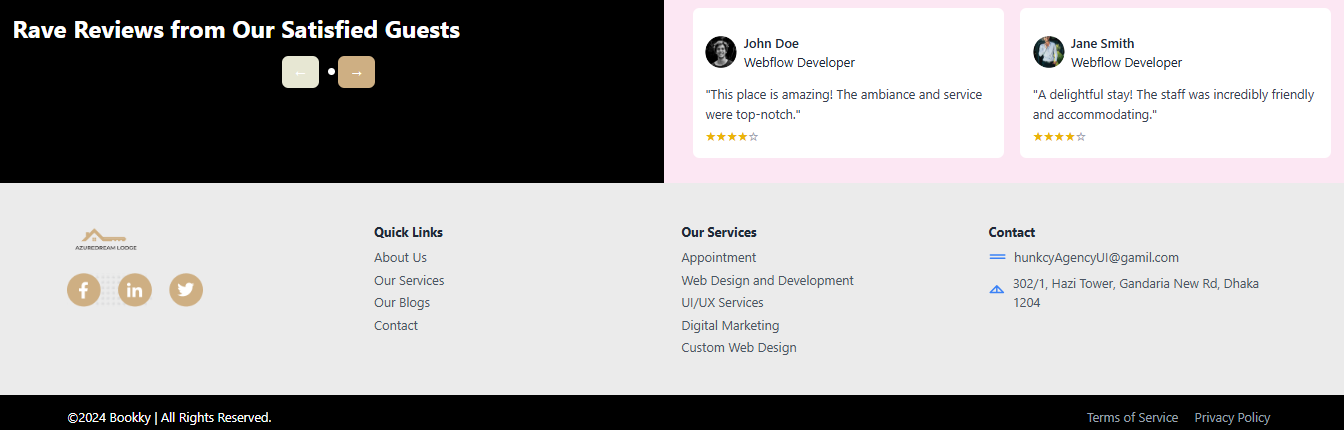 Rave Reviews from Our Satisfied Guests
← →
John Doe
Webflow Developer
"This place is amazing! The ambiance and service
were top-notch."
★★★★☆
Jane Smith
Webflow Developer
"A delightful stay! The staff was incredibly friendly
and accommodating."
★★★★☆
AZUREDREAM LODGE
Quick Links
About Us
Our Services
Our Blogs
Contact
Our Services
Appointment
Web Design and Development
UI/UX Services
Digital Marketing
Custom Web Design
Contact
hunkcyAgencyUI@gamil.com
302/1, Hazi Tower, Gandaria New Rd, Dhaka
1204
©2024 Bookky | All Rights Reserved.
Terms of Service Privacy Policy